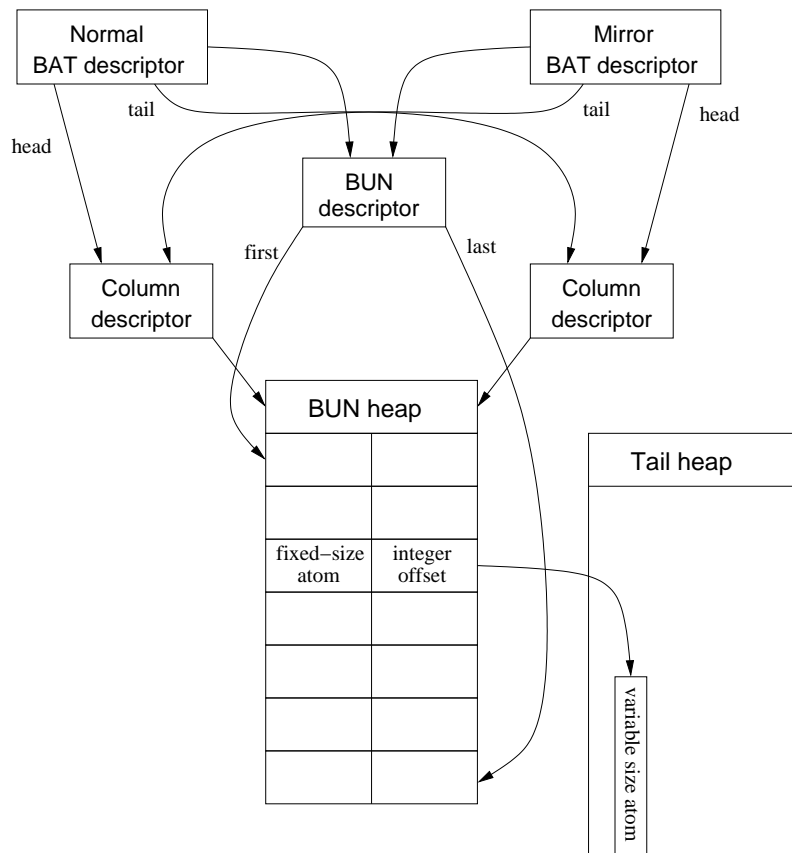 Normal
BAT descriptor
Mirror
BAT descriptor
tail
tail
head
head
BUN
descriptor
first
last
Column
descriptor
Column
descriptor
BUN heap
Tail heap
fixed−size
atom
integer
offset
variable size atom